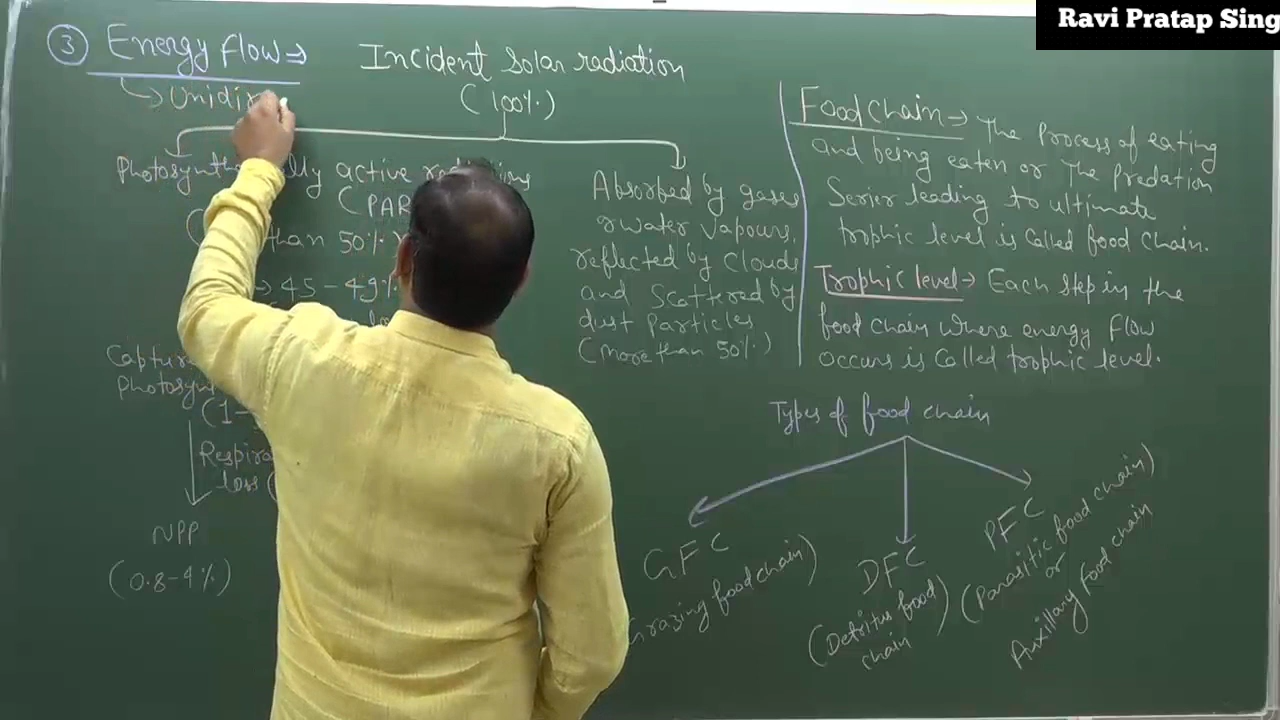 Ravi Pratap Sing
③ Energy flow ⇒
↳ Unidir
Incident Solar radiation
(100%)
Photosynthe lly active radiations
(PAR
than 50%
45-49%
Capture
Photosyn
(1-
Respira
loss (
NPP
(0.8-4%)
Absorbed by gases
water vapours,
reflected by clouds
and scattered by
dust particles
(more than 50%)
Food chain → The process of eating
and being eaten or The predation
Series leading to ultimate
trophic level is called food chain.
Trophic level → Each step in the
food chain where energy flow
occurs is called trophic level.
Types of food chain
GFC
Grazing food chain)
DFC
(Detritus food
chain)
PFC
(Parasitic food chain)
or
Auxillary food chain